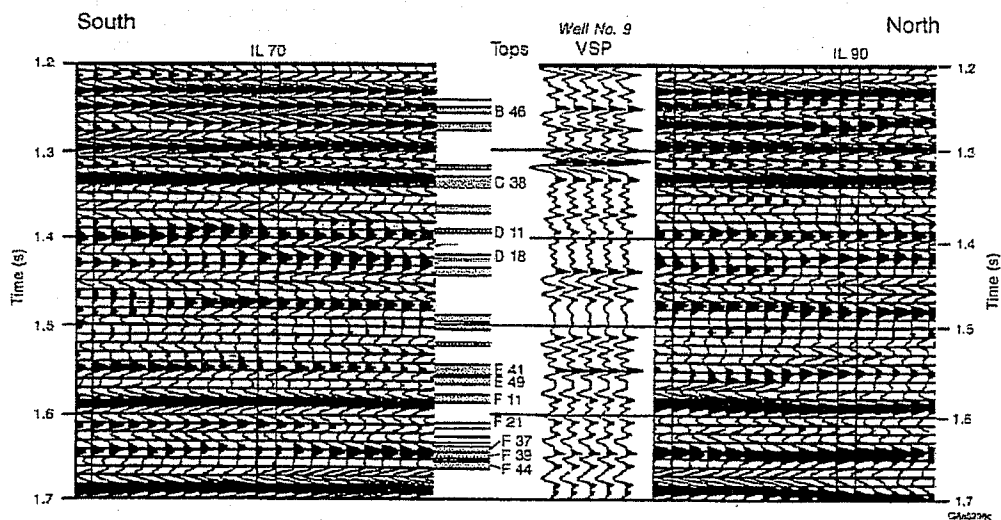 South
North
Well No. 9
IL 70
Tops
VSP
IL 90
1.2
1.2
B 46
1.3
1.3
C 38
D 11
1.4
1.4
D 18
Time (s)
Time (s)
1.5
1.5
E 41
E 49
F 11
1.6
1.6
F 21
F 37
F 39
F 44
1.7
1.7